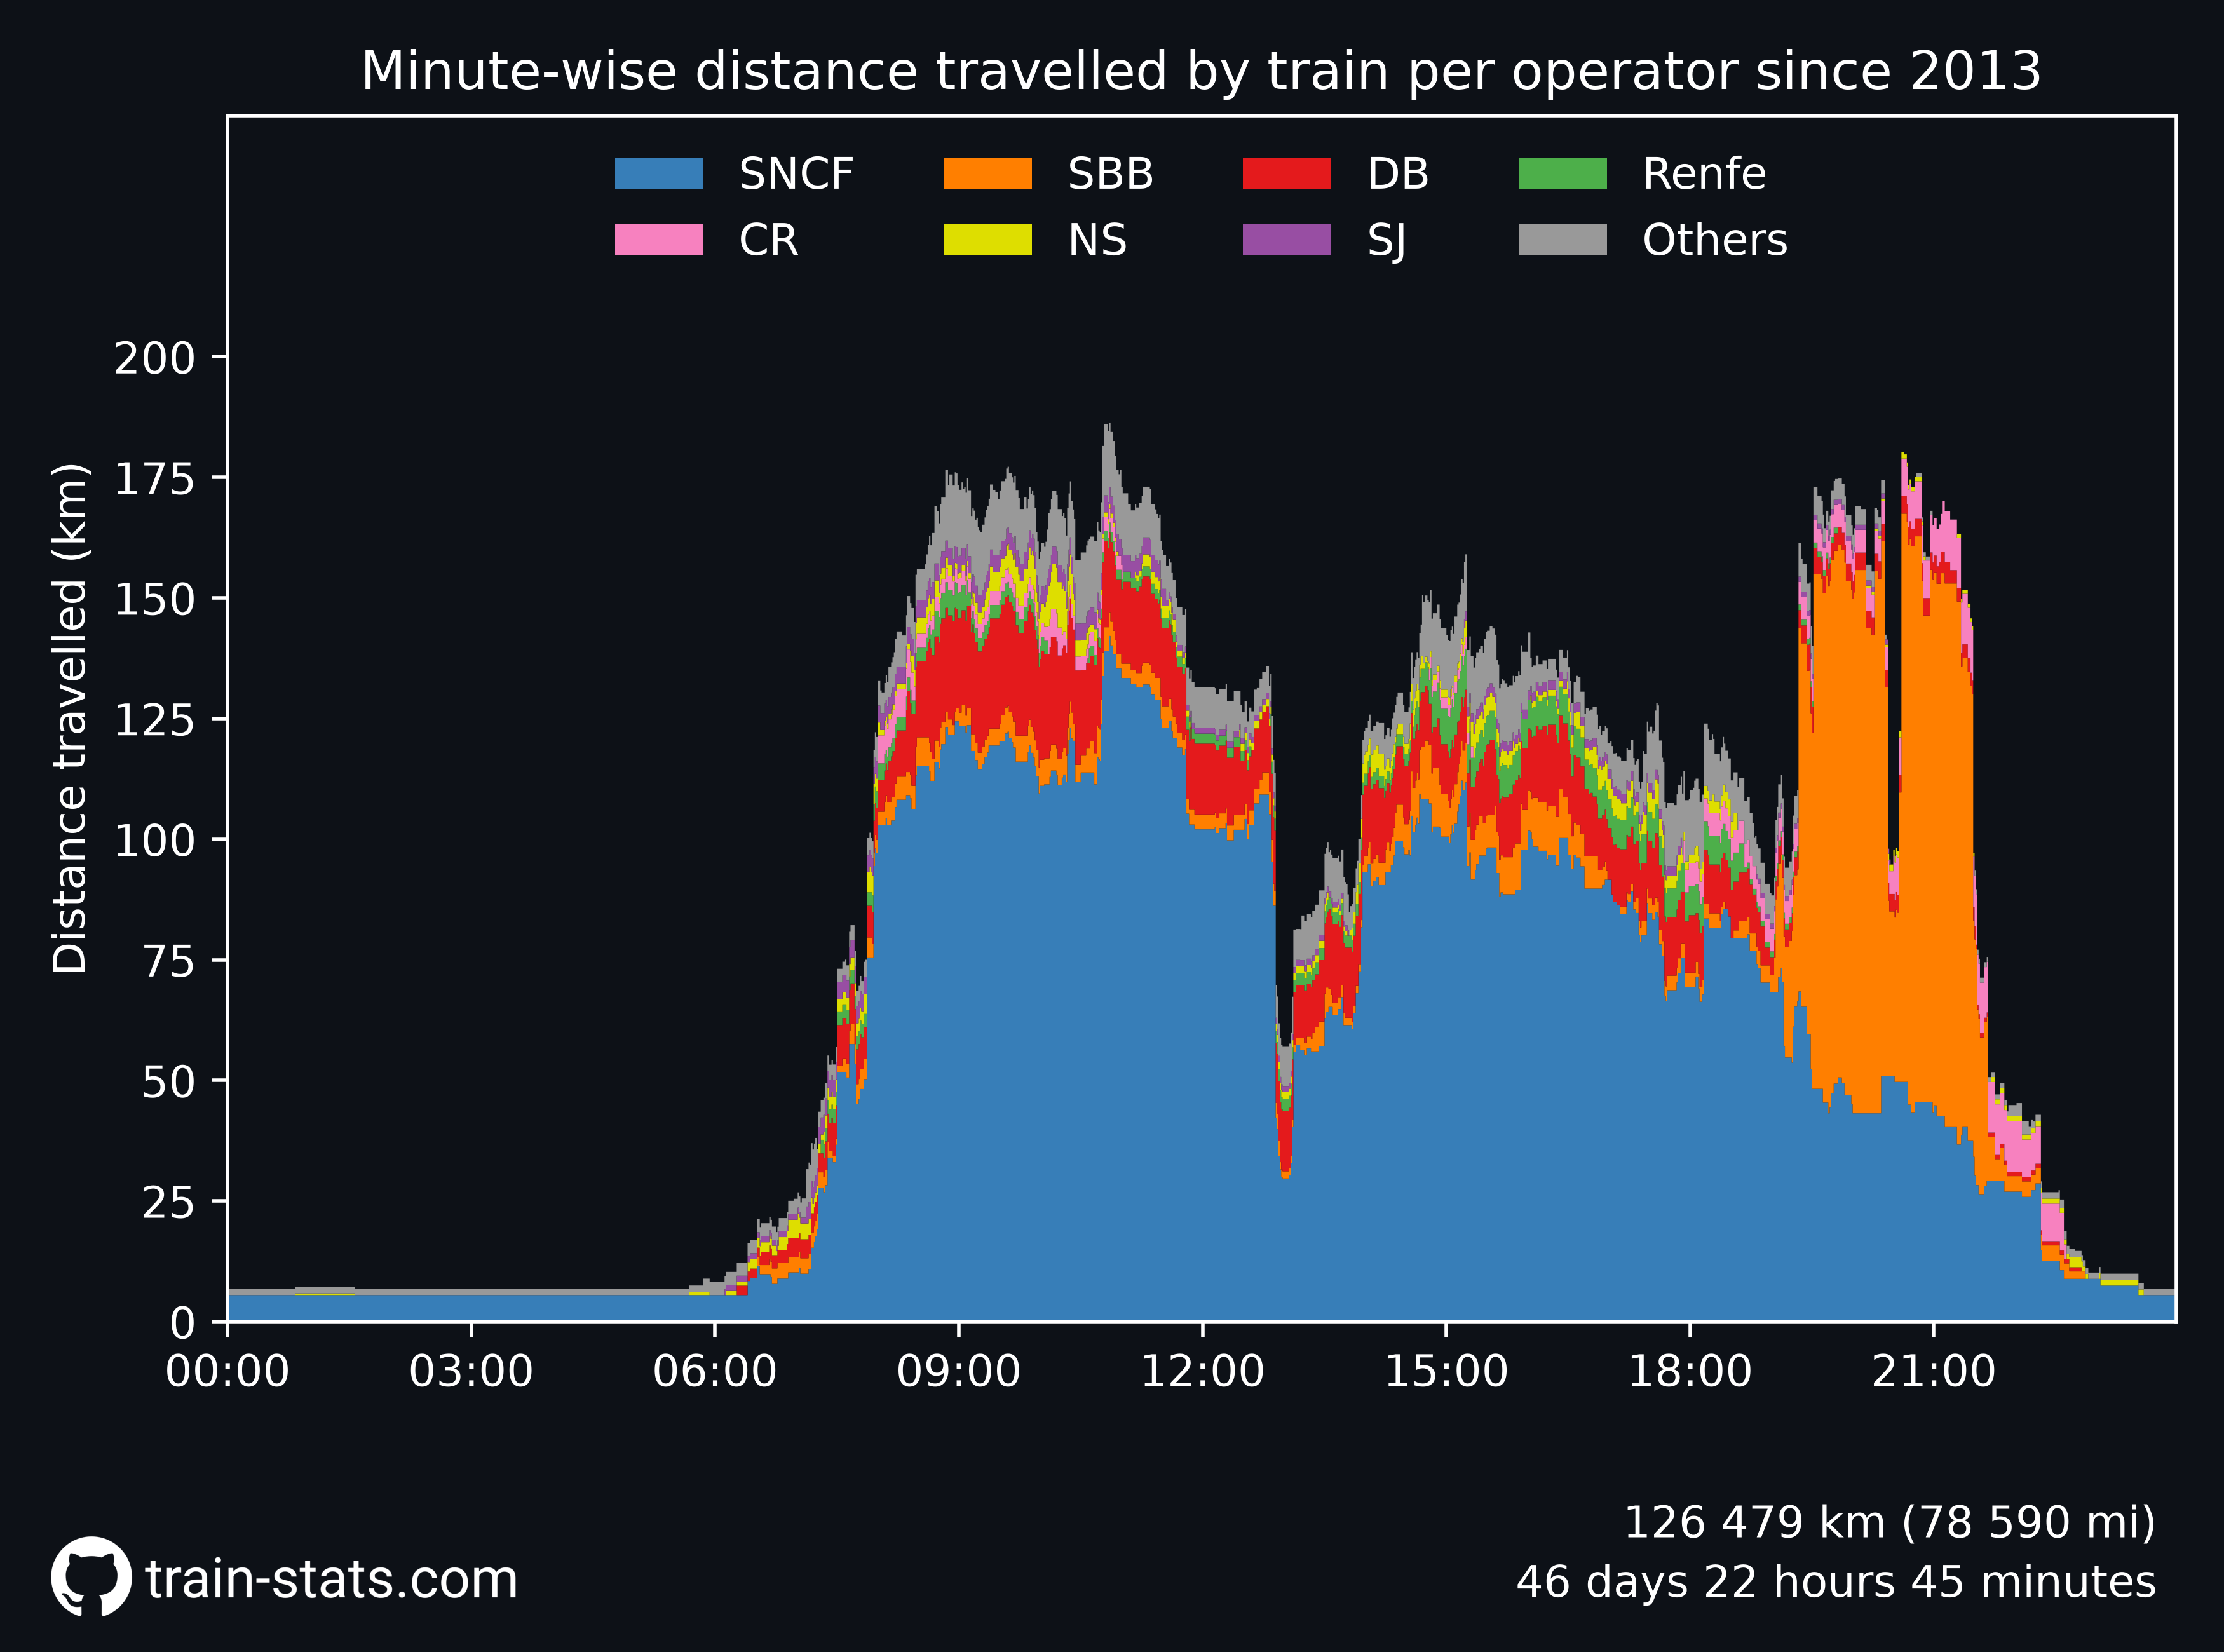 Minute-wise distance travelled by train per operator since 2013
SNCF SBB DB Renfe
CR NS SJ Others
Distance travelled (km)
200
175
150
125
100
75
50
25
0
00:00 03:00 06:00 09:00 12:00 15:00 18:00 21:00
126 479 km (78 590 mi)
train-stats.com
46 days 22 hours 45 minutes